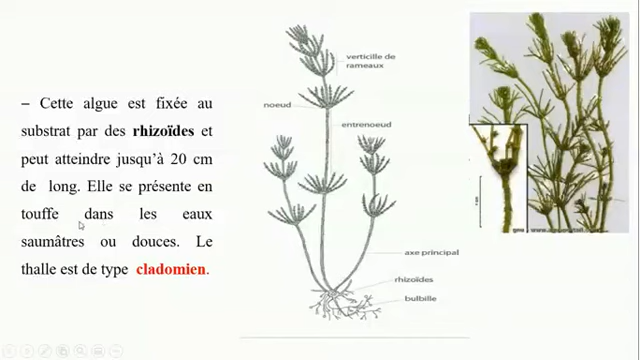 – Cette algue est fixée au
substrat par des rhizoïdes et
peut atteindre jusqu'à 20 cm
de long. Elle se présente en
touffe dans les eaux
saumâtres ou douces. Le
thalle est de type cladomien.
verticille de
rameaux
noeud
entrenoeud
axe principal
rhizoïdes
bulbille